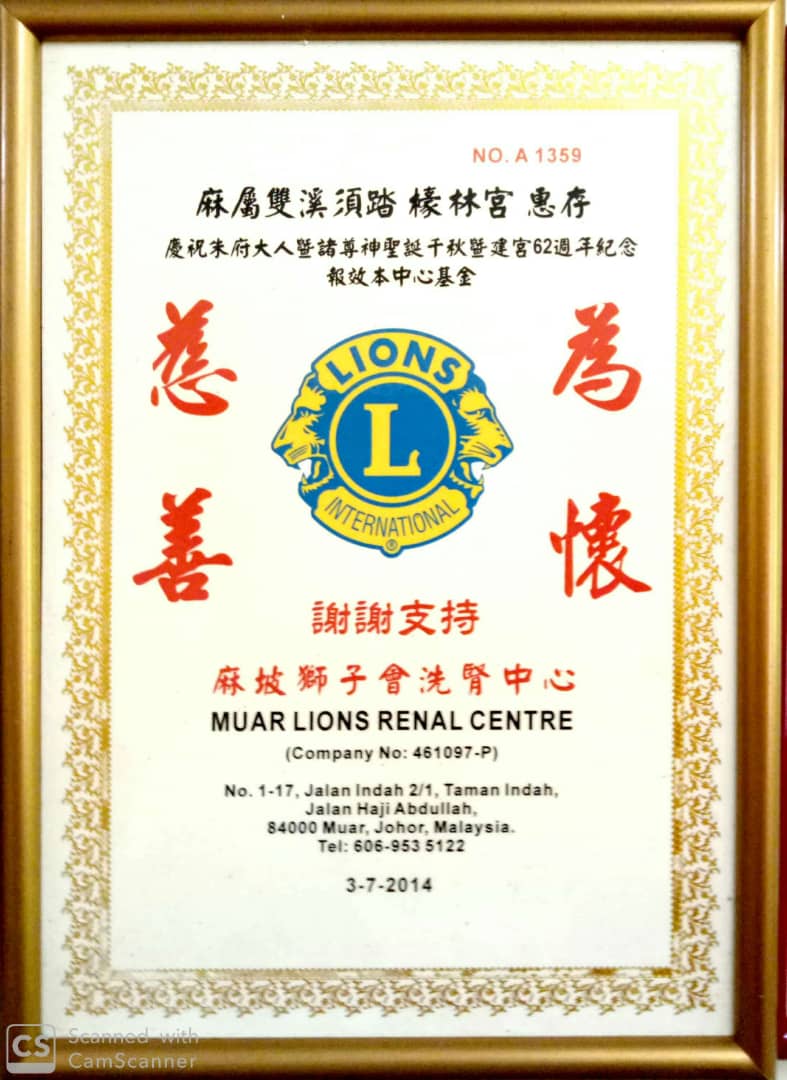 NO. A 1359
麻屬雙溪須踏 椽林宮 惠存
慶祝朱府大人暨諸尊神聖誕千秋暨建宮62週年紀念
報效本中心基金
慈善
為懷
LIONS
L
INTERNATIONAL
®
謝謝支持
麻坡獅子會洗腎中心
MUAR LIONS RENAL CENTRE
(Company No: 461097-P)
No. 1-17, Jalan Indah 2/1, Taman Indah,
Jalan Haji Abdullah,
84000 Muar, Johor, Malaysia.
Tel: 606-953 5122
3-7-2014
CS
Scanned with
CamScanner